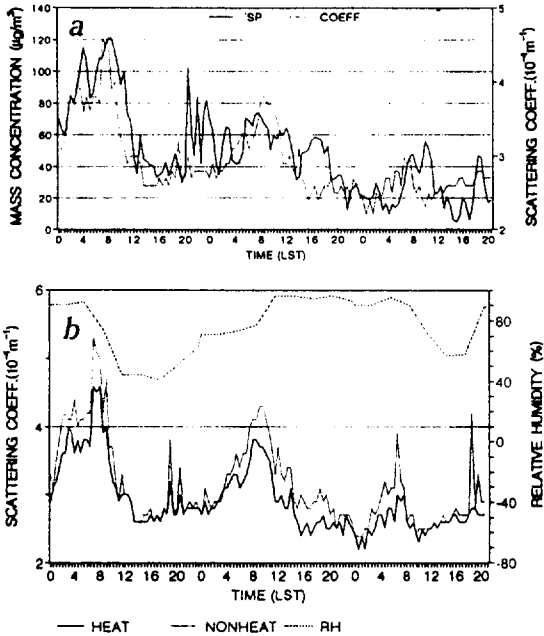 a
SP COEFF
MASS CONCENTRATION (µg/m³)
140
120
100
80
60
40
20
0
SCATTERING COEFF.(10⁻⁴m⁻¹)
5
4
3
2
0 4 8 12 16 20 0 4 8 12 16 20 0 4 8 12 16 20
TIME (LST)
b
SCATTERING COEFF.(10⁻⁴m⁻¹)
6
4
2
RELATIVE HUMIDITY (%)
80
40
0
-40
-80
0 4 8 12 16 20 0 4 8 12 16 20 0 4 8 12 16 20
TIME (LST)
HEAT NONHEAT RH